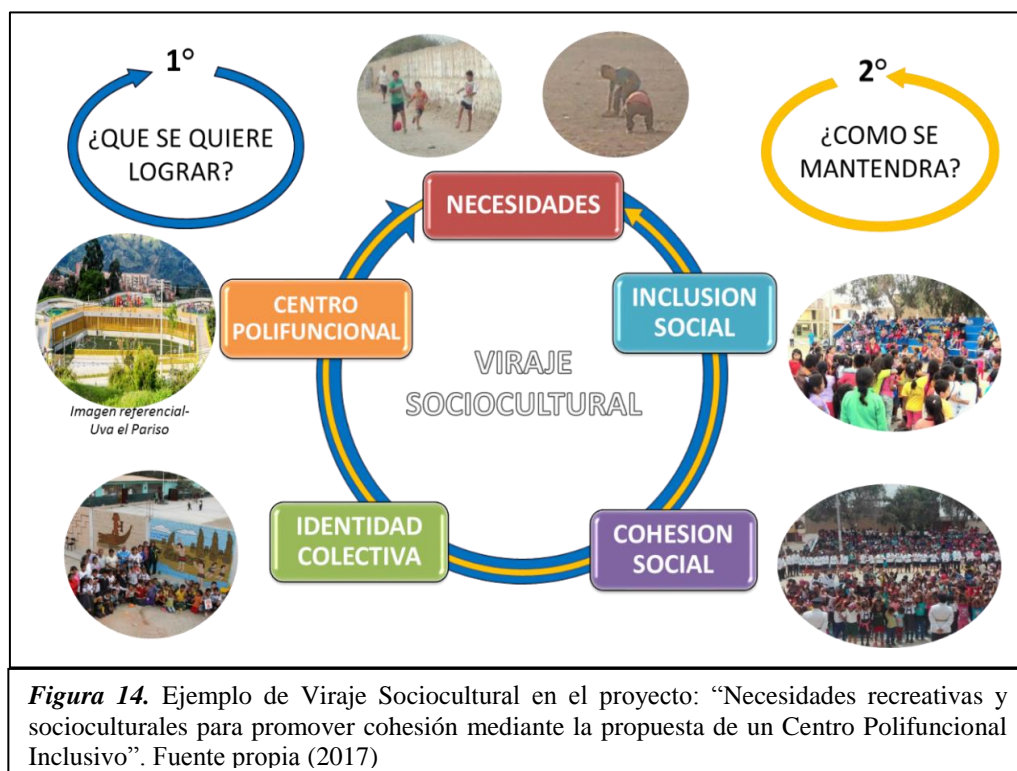 1°
¿QUE SE QUIERE
LOGRAR?
2°
¿COMO SE
MANTENDRA?
NECESIDADES
CENTRO
POLIFUNCIONAL
INCLUSION
SOCIAL
VIRAJE
SOCIOCULTURAL
Imagen referencial-
Uva el Pariso
IDENTIDAD
COLECTIVA
COHESION
SOCIAL
Figura 14. Ejemplo de Viraje Sociocultural en el proyecto: “Necesidades recreativas y
socioculturales para promover cohesión mediante la propuesta de un Centro Polifuncional
Inclusivo”. Fuente propia (2017)